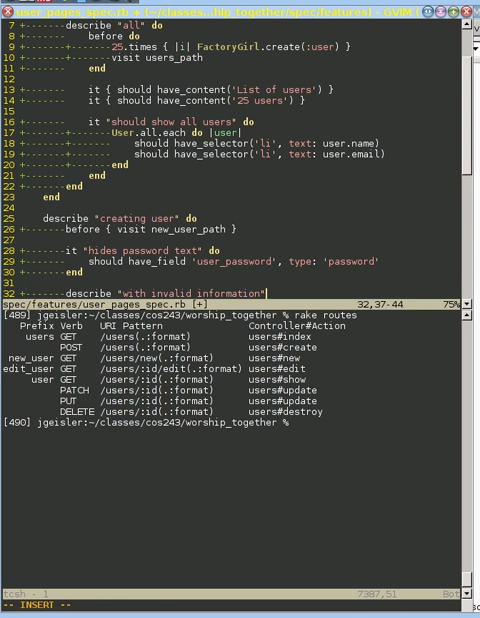 user_pages_spec.rb + (~/classes...hip_together/spec/features) - GVIM
7 +-------describe "all" do
8 before do
9 +-------+-------25.times { |i| FactoryGirl.create(:user) }
10 +-------+-------visit users_path
11 +------- end
12
13 +------- it { should have_content('List of users') }
14 +------- it { should have_content('25 users') }
15
16 +------- it "should show all users" do
17 +-------+-------User.all.each do |user|
18 +-------+------- should have_selector('li', text: user.name)
19 +-------+------- should have_selector('li', text: user.email)
20 +-------+-------end
21 +------- end
22 +-------end
23 end
24
25 describe "creating user" do
26 +-------before { visit new_user_path }
27
28 +-------it "hides password text" do
29 +------- should have_field 'user_password', type: 'password'
30 +-------end
31
32 +-------describe "with invalid information"
spec/features/user_pages_spec.rb [+] 32,37-44 75%
[489] jgeisler:~/classes/cos243/worship_together % rake routes
Prefix Verb URI Pattern Controller#Action
users GET /users(.:format) users#index
POST /users(.:format) users#create
new_user GET /users/new(.:format) users#new
edit_user GET /users/:id/edit(.:format) users#edit
user GET /users/:id(.:format) users#show
PATCH /users/:id(.:format) users#update
PUT /users/:id(.:format) users#update
DELETE /users/:id(.:format) users#destroy
[490] jgeisler:~/classes/cos243/worship_together %
tcsh - 1 7387,51 Bot
-- INSERT --